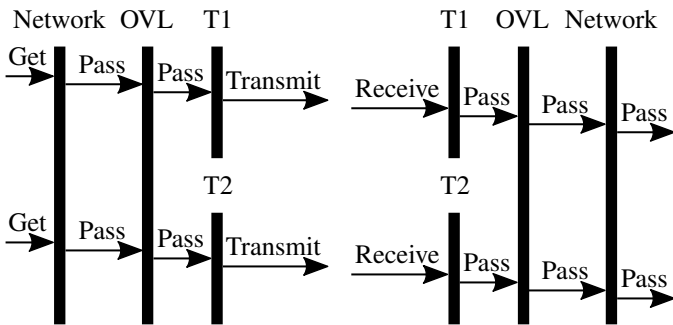 Network OVL T1 T1 OVL Network
Get Pass Pass Transmit Receive Pass Pass Pass
T2 T2
Get Pass Pass Transmit Receive Pass Pass Pass